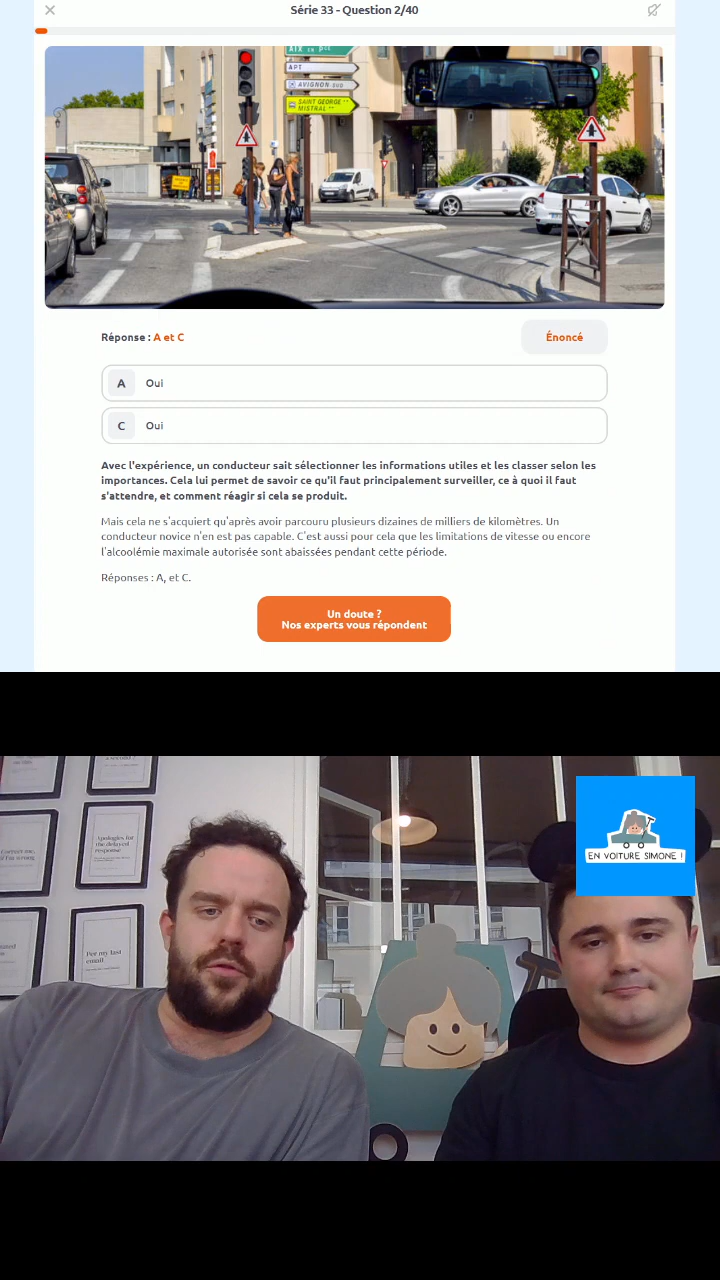 Série 33 - Question 2/40
AIX en pce
APT
AVIGNON-SUD
SAINT GEORGE **
MISTRAL **
Réponse : A et C
Énoncé
A Oui
C Oui
Avec l'expérience, un conducteur sait sélectionner les informations utiles et les classer selon les
importances. Cela lui permet de savoir ce qu'il faut principalement surveiller, ce à quoi il faut
s'attendre, et comment réagir si cela se produit.
Mais cela ne s'acquiert qu'après avoir parcouru plusieurs dizaines de milliers de kilomètres. Un
conducteur novice n'en est pas capable. C'est aussi pour cela que les limitations de vitesse ou encore
l'alcoolémie maximale autorisée sont abaissées pendant cette période.
Réponses : A, et C.
Un doute ?
Nos experts vous répondent
EN VOITURE SIMONE !
Apologies for
the delayed
response
Per my last
email